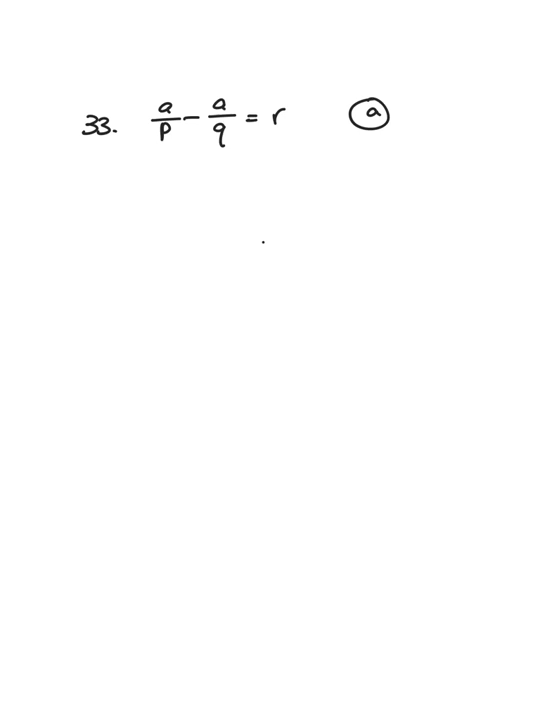 33. a/p - a/q = r ⓐ